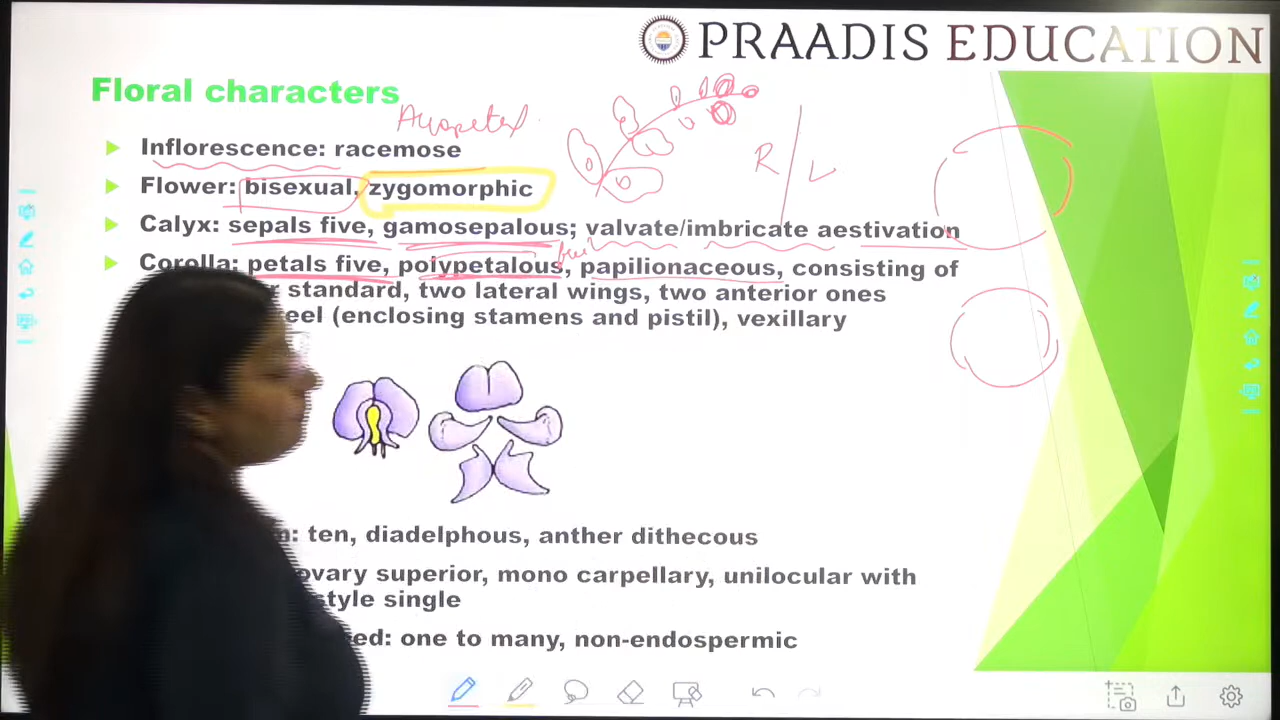 PRAADIS EDUCATION
Floral characters
Inflorescence: racemose
Flower: bisexual, zygomorphic
R / L
Calyx: sepals five, gamosepalous; valvate/imbricate aestivation
Corolla: petals five, polypetalous, papilionaceous, consisting of
standard, two lateral wings, two anterior ones
eel (enclosing stamens and pistil), vexillary
: ten, diadelphous, anther dithecous
ovary superior, mono carpellary, unilocular with
style single
ed: one to many, non-endospermic